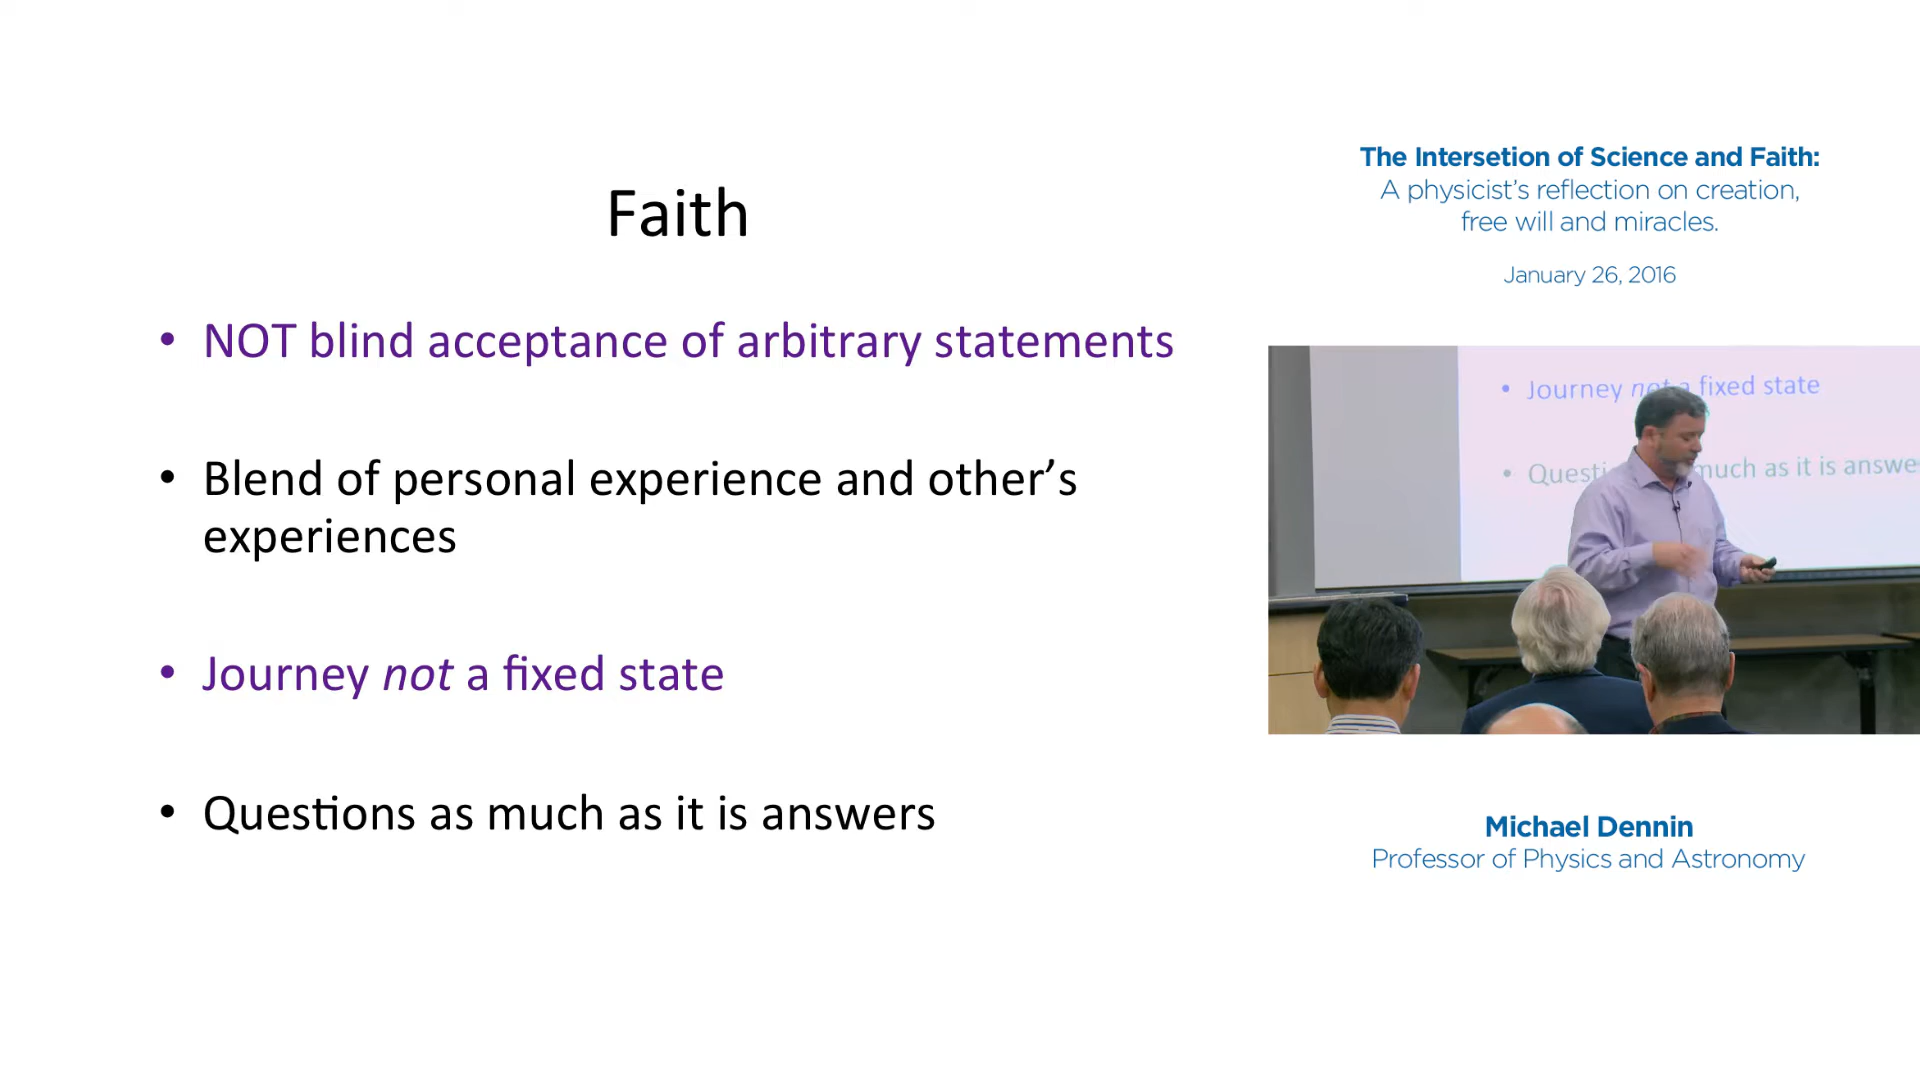 Faith
• NOT blind acceptance of arbitrary statements
• Blend of personal experience and other’s
experiences
• Journey not a fixed state
• Questions as much as it is answers
The Intersetion of Science and Faith:
A physicist’s reflection on creation,
free will and miracles.
January 26, 2016
• Journey not a fixed state
• Questi much as it is answe
Michael Dennin
Professor of Physics and Astronomy